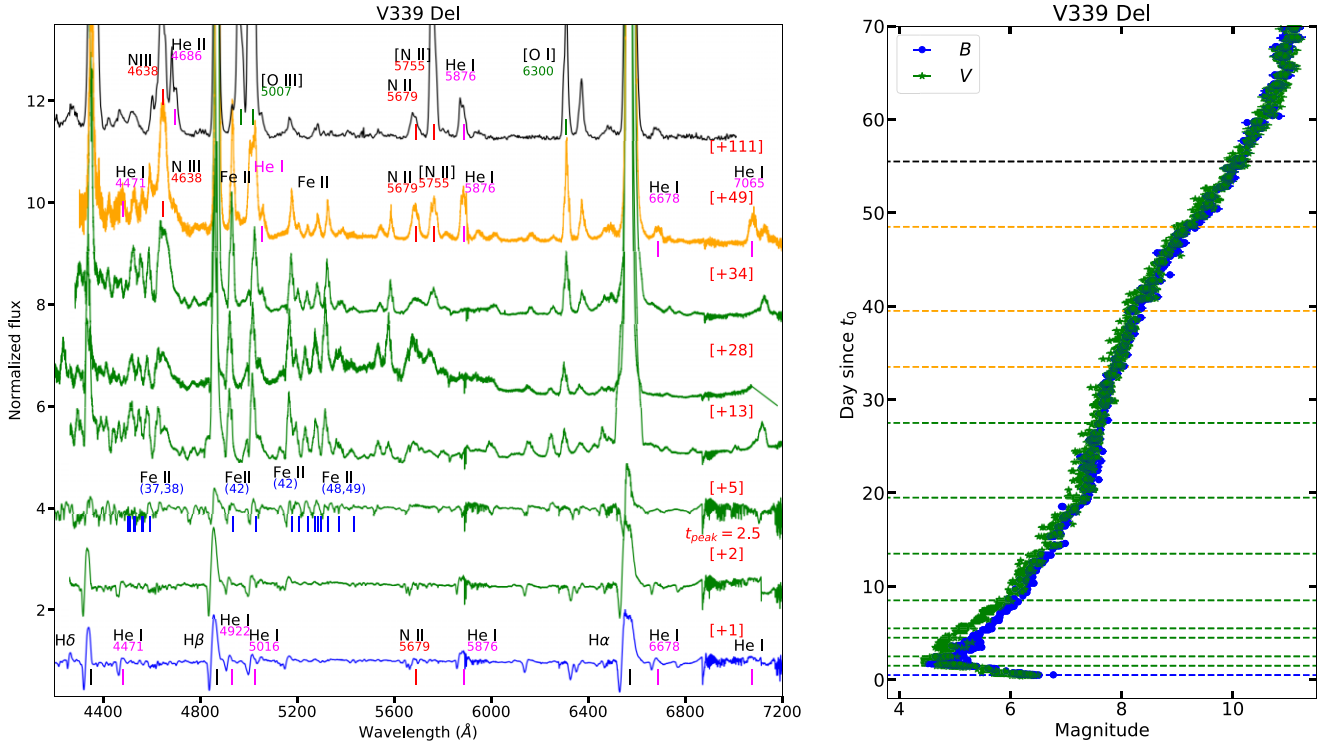 V339 Del
NIII
4638
He II
4686
[O III]
5007
[N II]
5755
N II
5679
He I
5876
[O I]
6300
[+111]
He I
4471
N III
4638
Fe II
He I
Fe II
N II
5679
[N II]
5755
He I
5876
He I
6678
[+49]
He I
7065
[+34]
[+28]
[+13]
Fe II
(37,38)
FeII
(42)
Fe II
(42)
Fe II
(48,49)
[+5]
t_peak = 2.5
[+2]
Hδ
He I
4471
Hβ
He I
4922
He I
5016
N II
5679
He I
5876
Hα
He I
6678
[+1]
He I
12
10
8
6
4
2
Normalized flux
4400 4800 5200 5600 6000 6400 6800 7200
Wavelength (Å)
V339 Del
B
V
70
60
50
40
30
20
10
0
Day since t₀
4 6 8 10
Magnitude